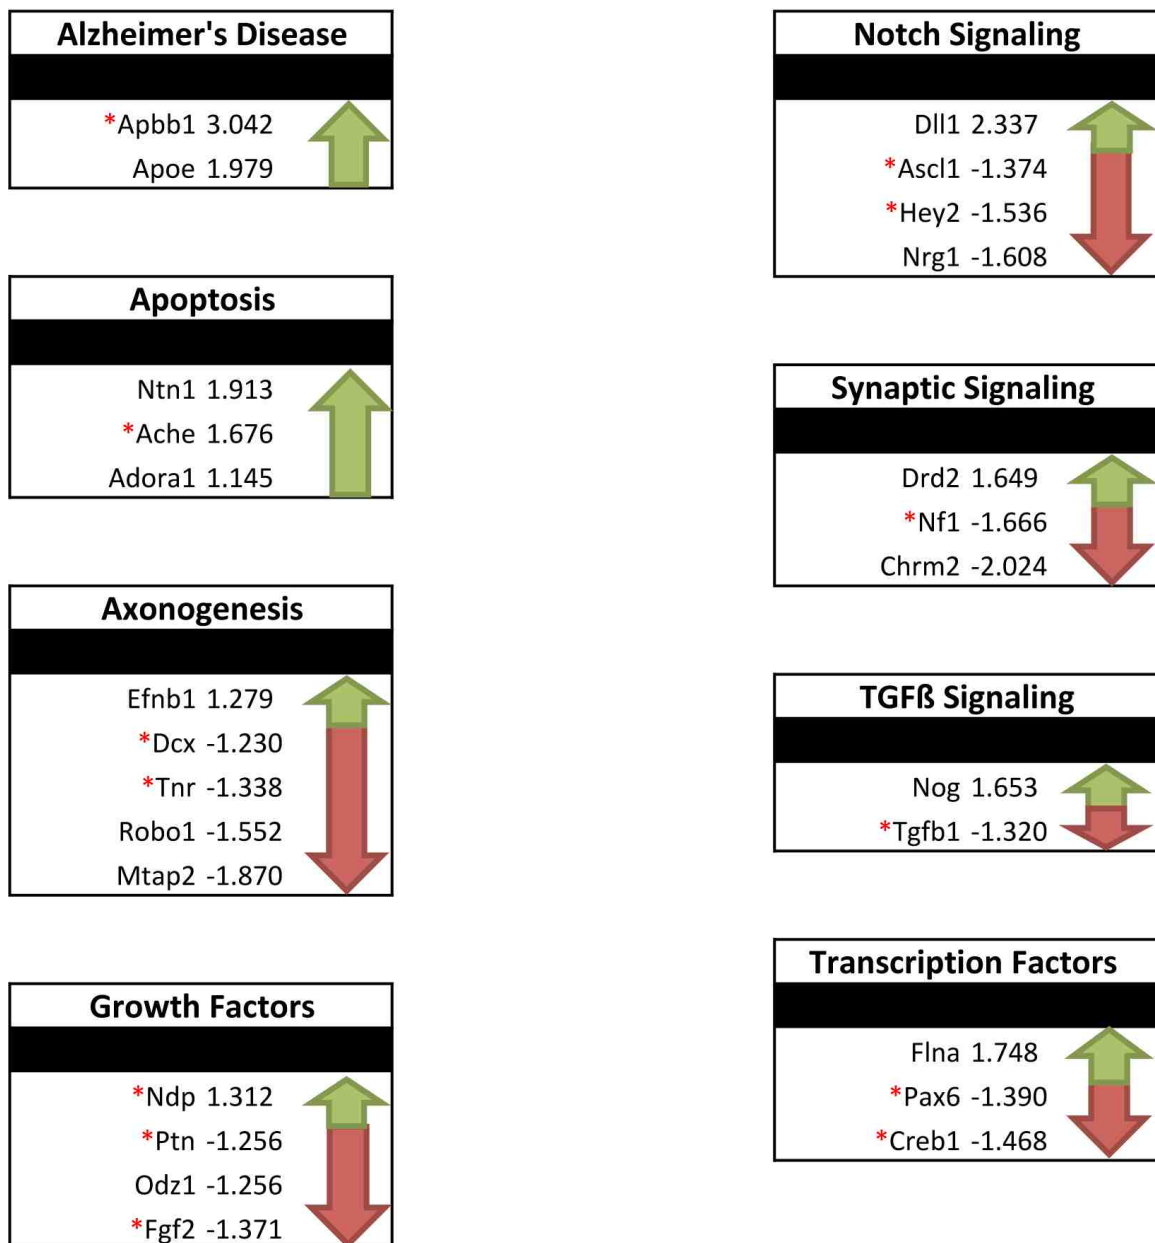 Alzheimer's Disease
*Apbb1 3.042
Apoe 1.979
Apoptosis
Ntn1 1.913
*Ache 1.676
Adora1 1.145
Axonogenesis
Efnb1 1.279
*Dcx -1.230
*Tnr -1.338
Robo1 -1.552
Mtap2 -1.870
Growth Factors
*Ndp 1.312
*Ptn -1.256
Odz1 -1.256
*Fgf2 -1.371
Notch Signaling
Dll1 2.337
*Ascl1 -1.374
*Hey2 -1.536
Nrg1 -1.608
Synaptic Signaling
Drd2 1.649
*Nf1 -1.666
Chrm2 -2.024
TGFß Signaling
Nog 1.653
*Tgfb1 -1.320
Transcription Factors
Flna 1.748
*Pax6 -1.390
*Creb1 -1.468